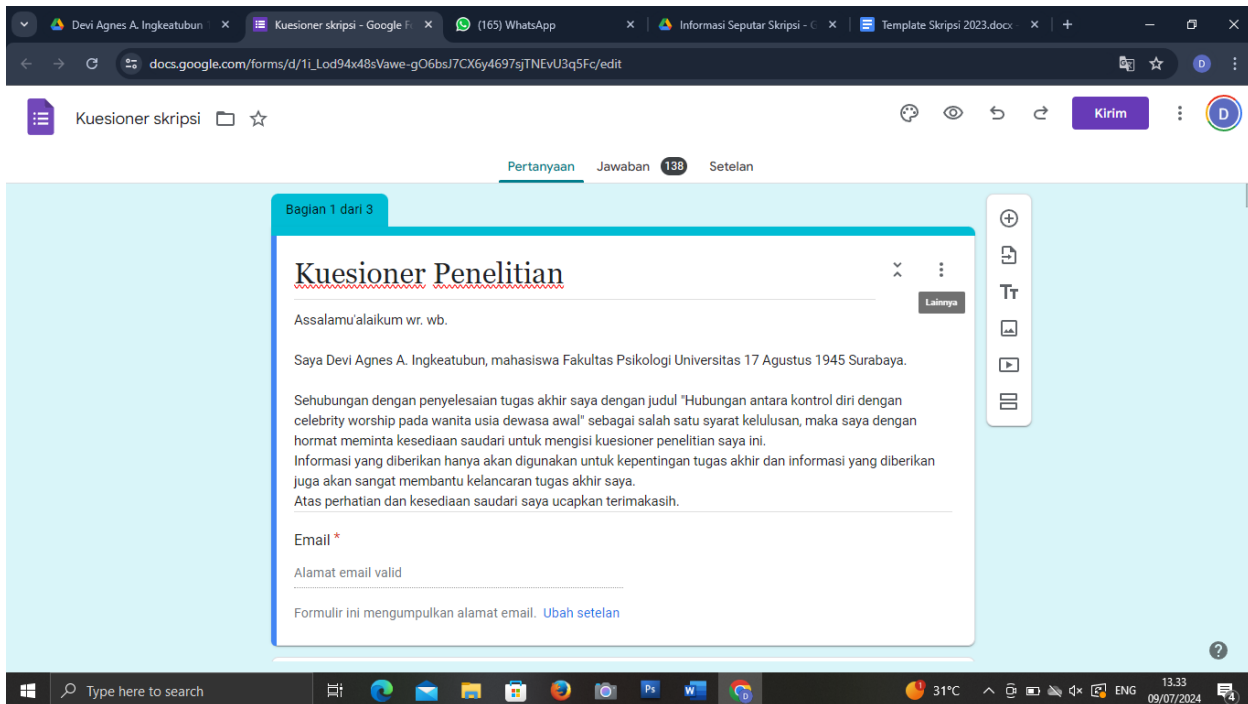 Devi Agnes A. Ingkeatubun
Kuesioner skripsi - Google F
(165) WhatsApp
Informasi Seputar Skripsi - G
Template Skripsi 2023.docx -
docs.google.com/forms/d/1i_Lod94x48sVawe-gO6bsJ7CX6y4697sjTNEvU3q5Fc/edit
D
Kuesioner skripsi
Kirim
D
Pertanyaan Jawaban 138 Setelan
Bagian 1 dari 3
Kuesioner Penelitian
Lainnya
Assalamu'alaikum wr. wb.
Saya Devi Agnes A. Ingkeatubun, mahasiswa Fakultas Psikologi Universitas 17 Agustus 1945 Surabaya.
Sehubungan dengan penyelesaian tugas akhir saya dengan judul "Hubungan antara kontrol diri dengan
celebrity worship pada wanita usia dewasa awal" sebagai salah satu syarat kelulusan, maka saya dengan
hormat meminta kesediaan saudari untuk mengisi kuesioner penelitian saya ini.
Informasi yang diberikan hanya akan digunakan untuk kepentingan tugas akhir dan informasi yang diberikan
juga akan sangat membantu kelancaran tugas akhir saya.
Atas perhatian dan kesediaan saudari saya ucapkan terimakasih.
Email *
Alamat email valid
Formulir ini mengumpulkan alamat email. Ubah setelan
Type here to search
Ps
W
D
1
31°C
ENG
13.33
09/07/2024
4